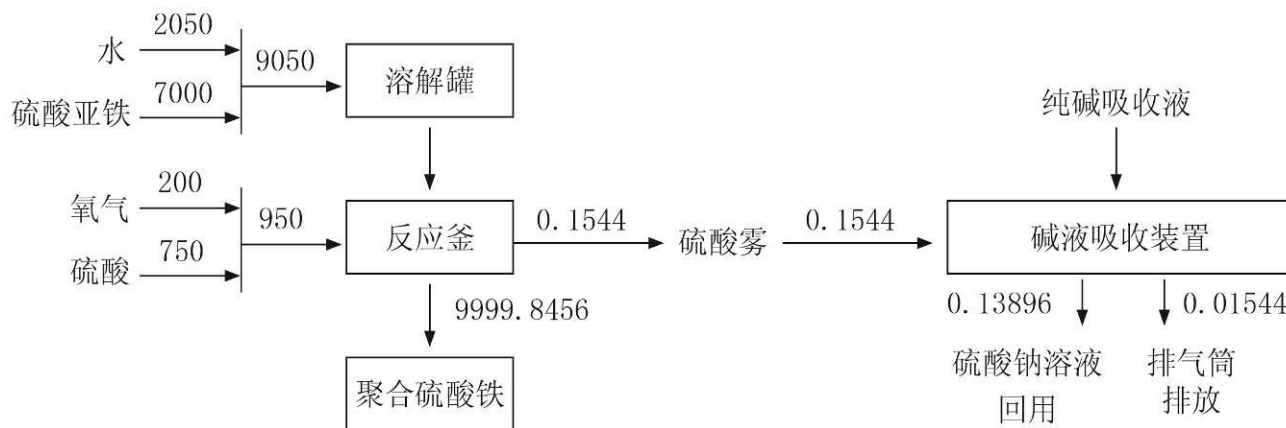 水
2050
9050
溶解罐
硫酸亚铁
7000
纯碱吸收液
氧气
200
950
反应釜
0.1544
硫酸雾
0.1544
碱液吸收装置
硫酸
750
9999.8456
0.13896
0.01544
聚合硫酸铁
硫酸钠溶液
回用
排气筒
排放